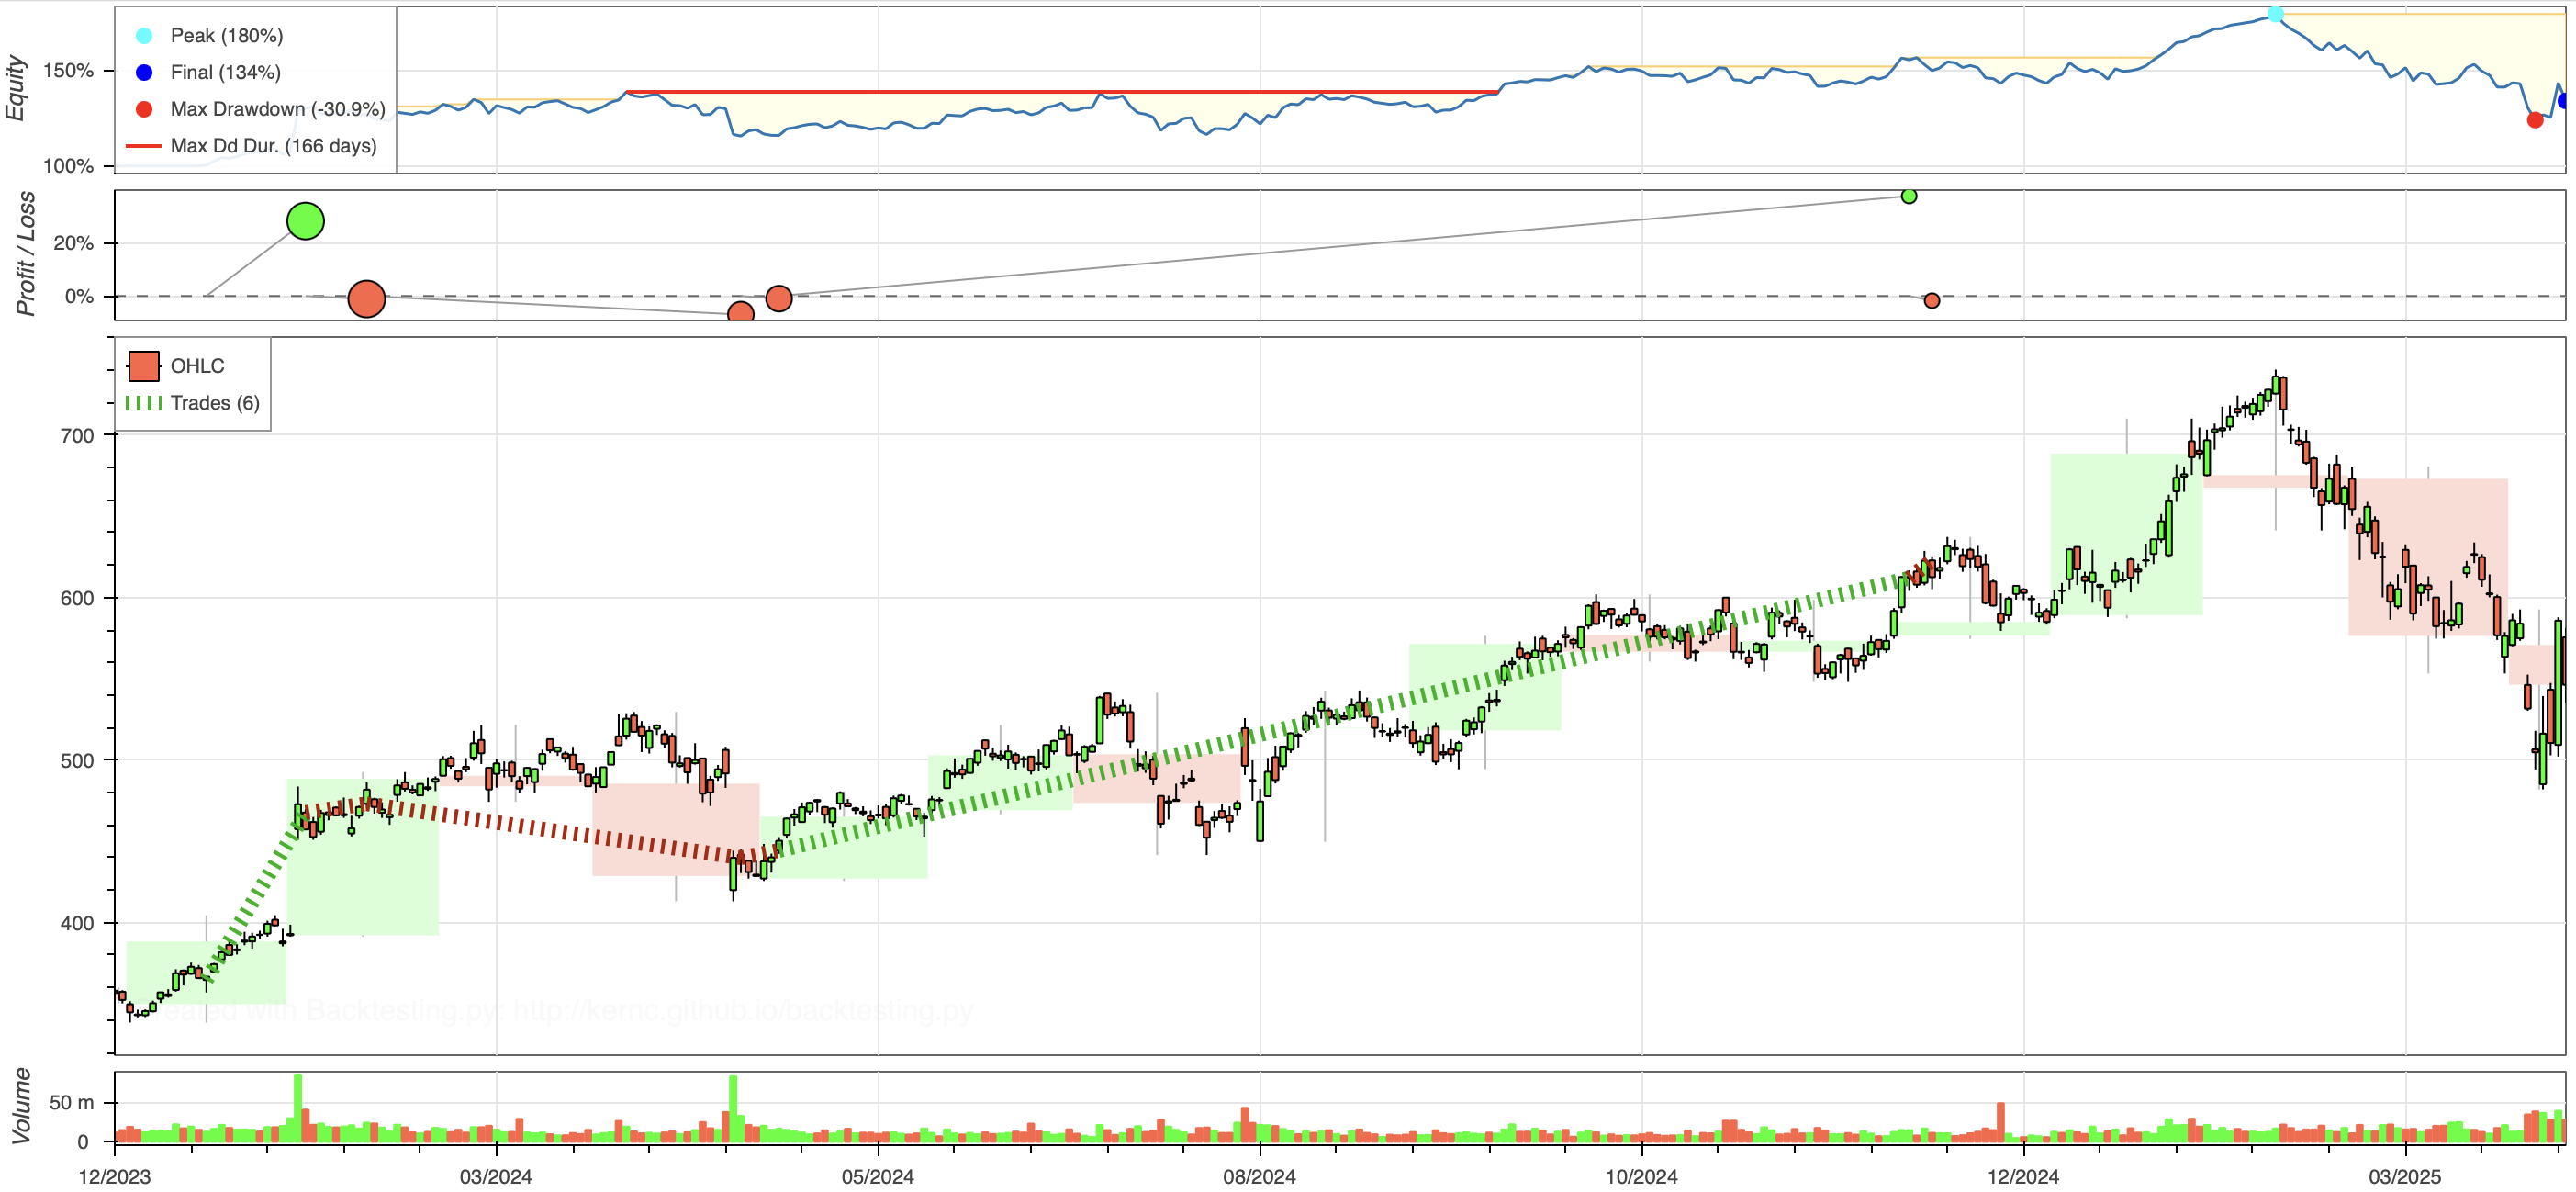 Equity
150%
100%
Peak (180%)
Final (134%)
Max Drawdown (-30.9%)
Max Dd Dur. (166 days)
Profit / Loss
20%
0%
OHLC
Trades (6)
700
600
500
400
eated with Backtesting.py: http://kernc.github.io/backtesting.py
Volume
50 m
0
12/2023 03/2024 05/2024 08/2024 10/2024 12/2024 03/2025